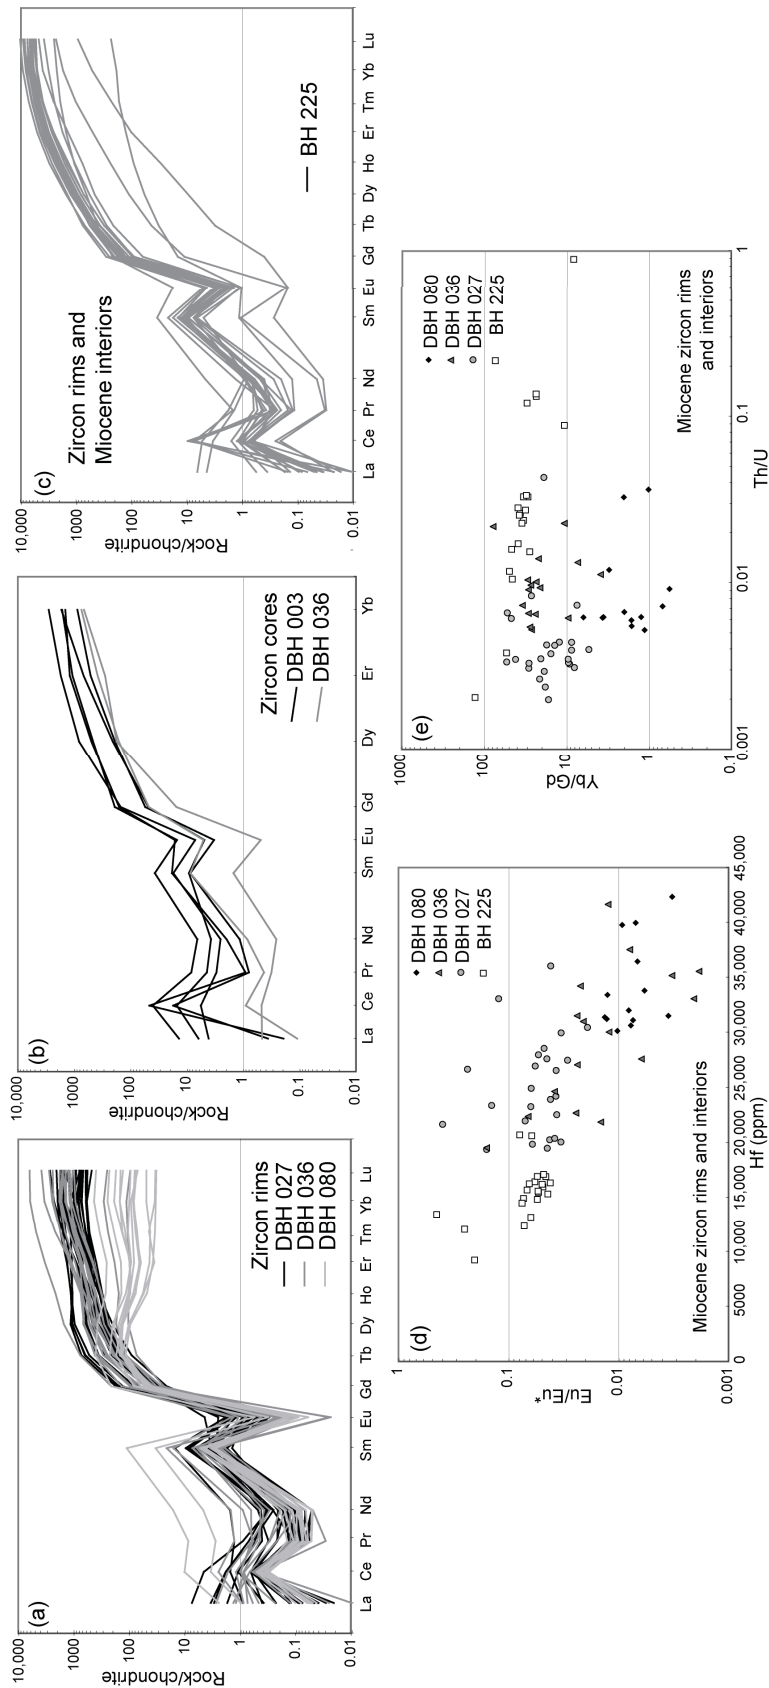 (a)
10,000
1000
100
10
1
0.1
0.01
Rock/chondrite
La Ce Pr Nd Sm Eu Gd Tb Dy Ho Er Tm Yb Lu
Zircon rims
DBH 027
DBH 036
DBH 080
(b)
10,000
1000
100
10
1
0.1
0.01
Rock/chondrite
La Ce Pr Nd Sm Eu Gd Dy Er Yb
Zircon cores
DBH 003
DBH 036
(c)
Zircon rims and
Miocene interiors
10,000
1000
100
10
1
0.1
0.01
Rock/chondrite
La Ce Pr Nd Sm Eu Gd Tb Dy Ho Er Tm Yb Lu
BH 225
(d)
1
0.1
0.01
0.001
Eu/Eu*
DBH 080
DBH 036
DBH 027
BH 225
Miocene zircon rims and interiors
0 5000 10,000 15,000 20,000 25,000 30,000 35,000 40,000 45,000
Hf (ppm)
(e)
1000
100
10
1
0.1
Yb/Gd
DBH 080
DBH 036
DBH 027
BH 225
Miocene zircon rims
and interiors
0.001 0.01 0.1 1
Th/U